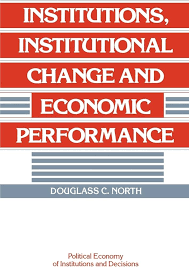 INSTITUTIONS,
INSTITUTIONAL
CHANGE AND
ECONOMIC
PERFORMANCE
DOUGLASS C. NORTH
Political Economy
of Institutions and Decisions